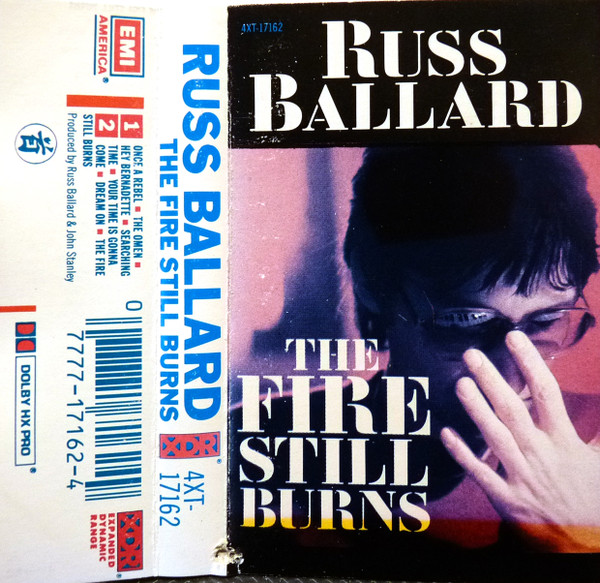 4XT-17162
RUSS
BALLARD
THE
FIRE
STILL
BURNS
RUSS BALLARD
THE FIRE STILL BURNS
XDR
4XT-
17162
EMI
AMERICA®
1
2
ONCE A REBEL ■ THE OMEN ■
HEY BERNADETTE ■ SEARCHING
TIME ■ YOUR TIME IS GONNA
COME ■ DREAM ON ■ THE FIRE
STILL BURNS
Produced by Russ Ballard & John Stanley
0
7777-17162-4
XDR®
EXPANDED
DYNAMIC
RANGE
DOLBY HX PRO®